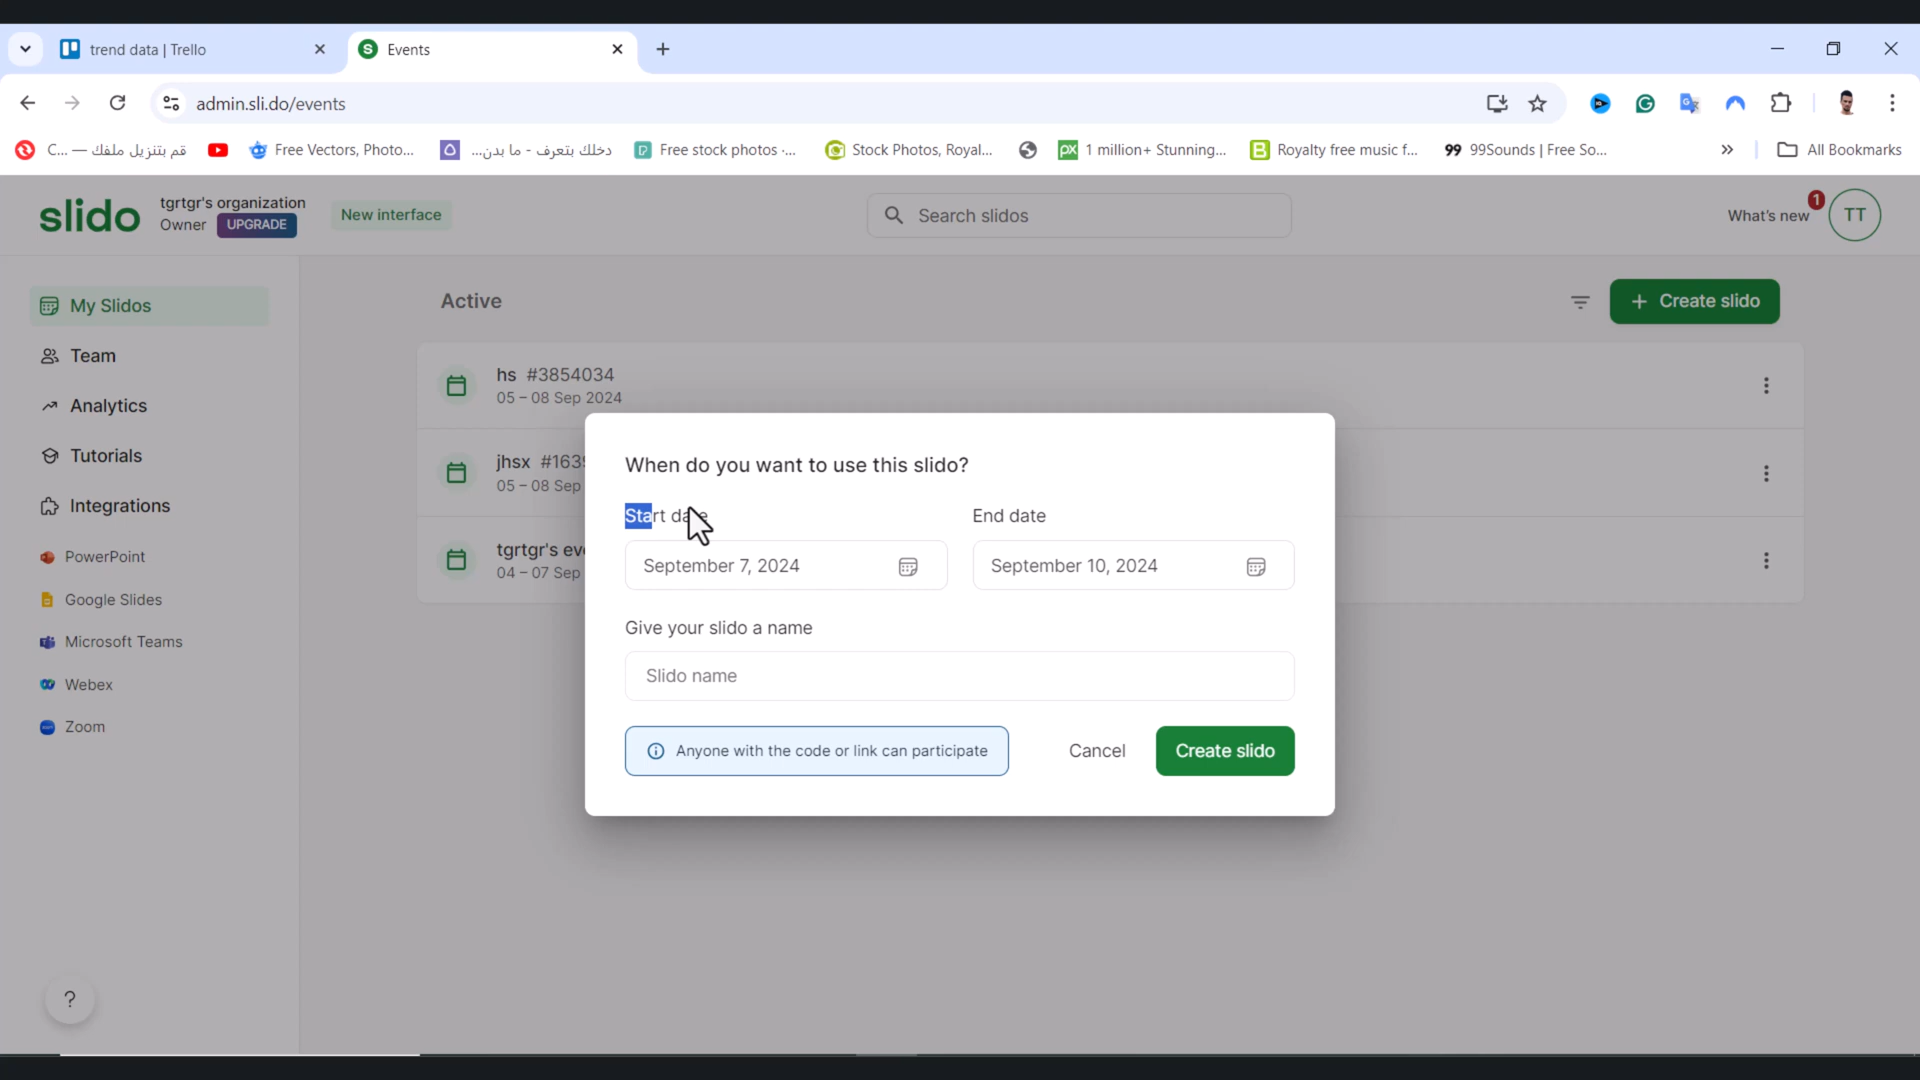 trend data | Trello
Events
admin.sli.do/events
C... — قم بتنزيل ملفك
Free Vectors, Photo...
دخلك بتعرف - ما بدن...
Free stock photos ·...
Stock Photos, Royal...
PX
1 million+ Stunning...
Royalty free music f...
99
99Sounds | Free So...
All Bookmarks
slido
tgrtgr's organization
Owner
UPGRADE
New interface
Search slidos
What's new
1
TT
My Slidos
Team
Analytics
Tutorials
Integrations
PowerPoint
Google Slides
Microsoft Teams
Webex
Zoom
?
Active
+ Create slido
hs #3854034
05 – 08 Sep 2024
jhsx #163
05 – 08 Sep
tgrtgr's eve
04 – 07 Sep
When do you want to use this slido?
Start date
End date
September 7, 2024
September 10, 2024
Give your slido a name
Slido name
Anyone with the code or link can participate
Cancel
Create slido